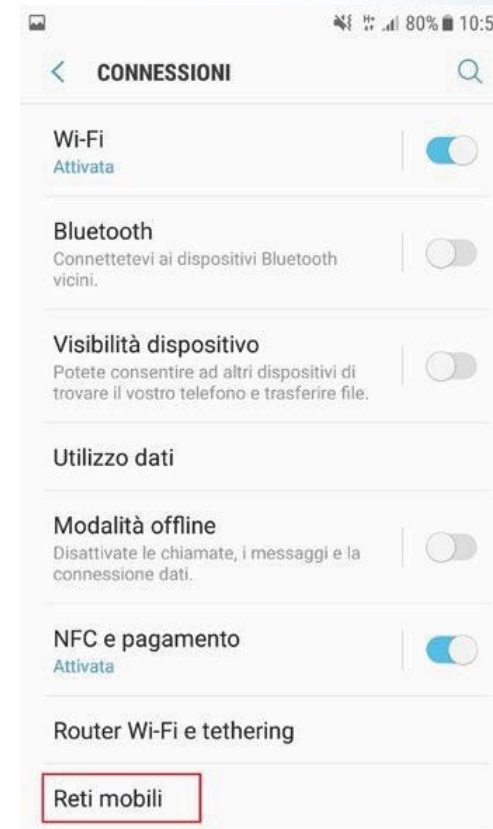 80% 10:5
CONNESSIONI
Wi-Fi
Attivata
Bluetooth
Connettetevi ai dispositivi Bluetooth
vicini.
Visibilità dispositivo
Potete consentire ad altri dispositivi di
trovare il vostro telefono e trasferire file.
Utilizzo dati
Modalità offline
Disattivate le chiamate, i messaggi e la
connessione dati.
NFC e pagamento
Attivata
Router Wi-Fi e tethering
Reti mobili